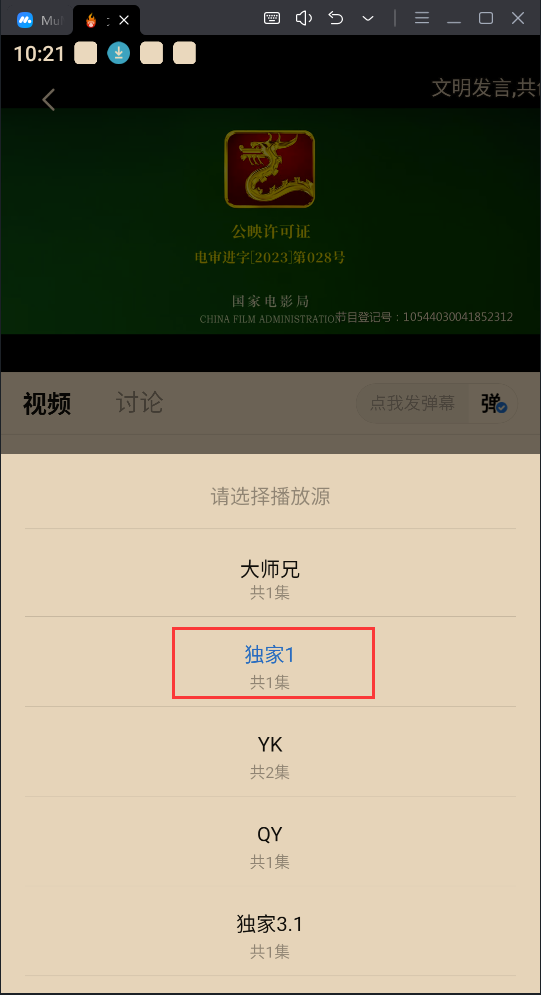 Mu
10:21
文明发言,共
公映许可证
电审进字[2023]第028号
国家电影局
CHINA FILM ADMINISTRATION
节目登记号：10544030041852312
视频
讨论
点我发弹幕
弹
请选择播放源
大师兄
共1集
独家1
共1集
YK
共2集
QY
共1集
独家3.1
共1集